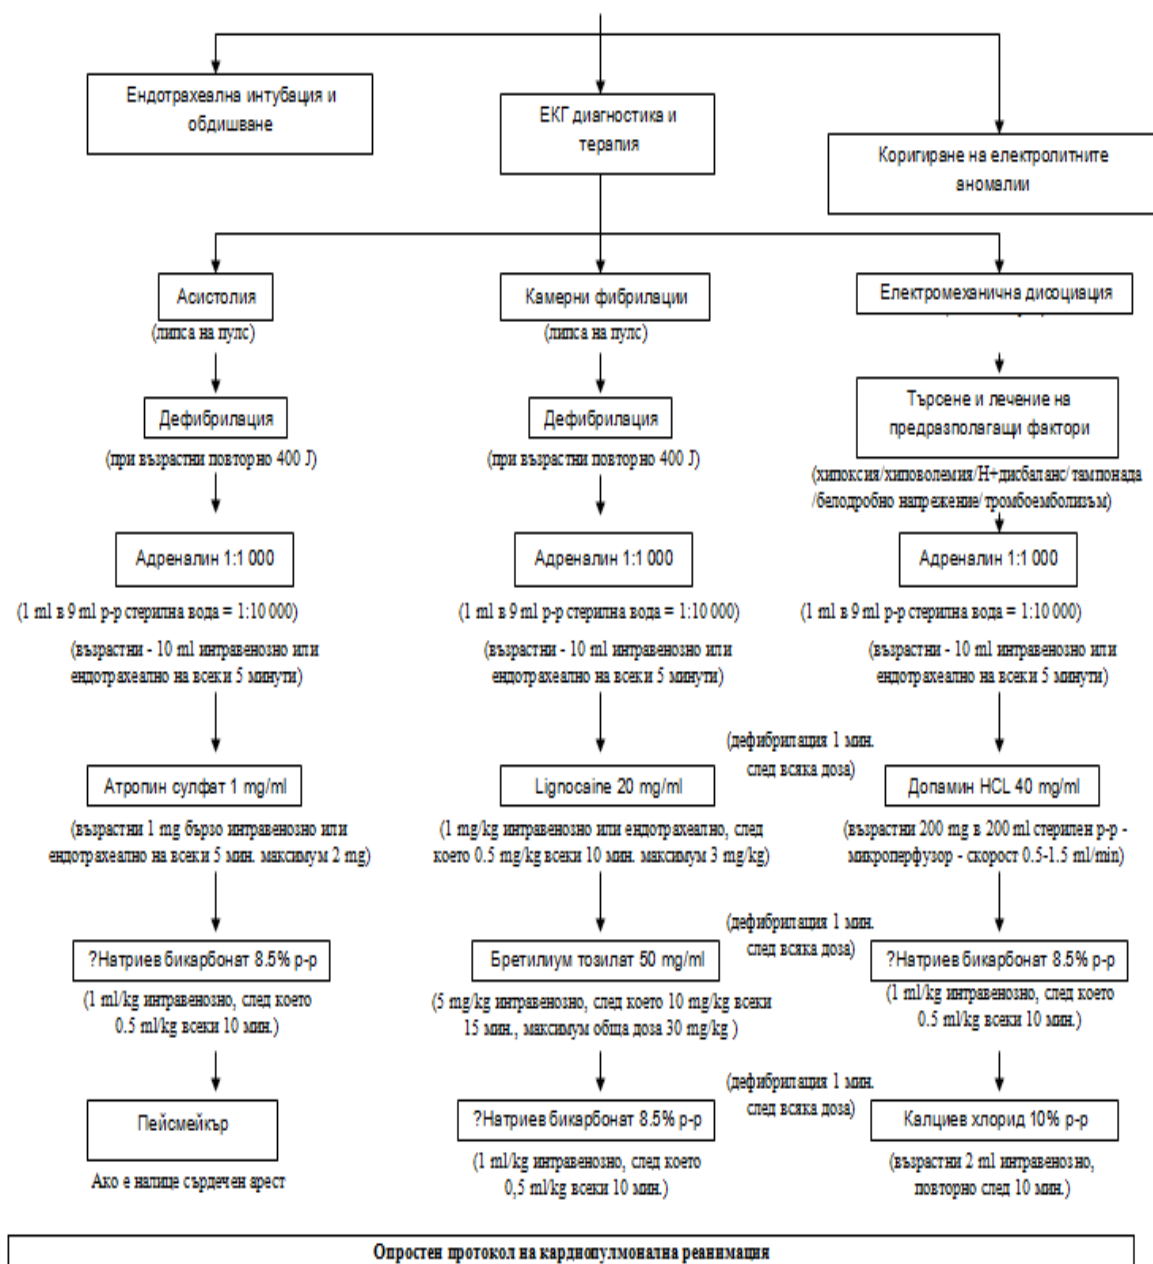 Ендотрахеална интубация и
обдишване
ЕКГ диагностика и
терапия
Коригиране на електролитните
аномалии
Асистолия
(липса на пулс)
Дефибрилация
(при възрастни повторно 400 J)
Адреналин 1:1 000
(1 ml в 9 ml р-р стерилна вода = 1:10 000)
(възрастни - 10 ml интравенозно или
ендотрахеално на всеки 5 минути)
Атропин сулфат 1 mg/ml
(възрастни 1 mg бързо интравенозно или
ендотрахеално на всеки 5 мин. максимум 2 mg)
?Натриев бикарбонат 8.5% р-р
(1 ml/kg интравенозно, след което
0.5 ml/kg всеки 10 мин.)
Пейсмейкър
Ако е налице сърдечен арест
Камерни фибрилации
(липса на пулс)
Дефибрилация
(при възрастни повторно 400 J)
Адреналин 1:1 000
(1 ml в 9 ml р-р стерилна вода = 1:10 000)
(възрастни - 10 ml интравенозно или
ендотрахеално на всеки 5 минути)
(дефибрилация 1 мин.
след всяка доза)
Lignocaine 20 mg/ml
(1 mg/kg интравенозно или ендотрахеално, след
което 0.5 mg/kg всеки 10 мин. максимум 3 mg/kg)
(дефибрилация 1 мин.
след всяка доза)
Бретилиум тозилат 50 mg/ml
(5 mg/kg интравенозно, след което 10 mg/kg всеки
15 мин., максимум обща доза 30 mg/kg )
(дефибрилация 1 мин.
след всяка доза)
?Натриев бикарбонат 8.5% р-р
(1 ml/kg интравенозно, след което
0,5 ml/kg всеки 10 мин.)
Електромеханична дисоциация
Търсене и лечение на
предразполагащи фактори
(хипоксия/хиповолемия/H+дисбаланс/тампонада
/белодробно напрежение/тромбоемболизъм)
Адреналин 1:1 000
(1 ml в 9 ml р-р стерилна вода = 1:10 000)
(възрастни - 10 ml интравенозно или
ендотрахеално на всеки 5 минути)
Допамин HCL 40 mg/ml
(възрастни 200 mg в 200 ml стерилен р-р -
микроперфузор - скорост 0.5-1.5 ml/min)
?Натриев бикарбонат 8.5% р-р
(1 ml/kg интравенозно, след което
0.5 ml/kg всеки 10 мин.)
Калциев хлорид 10% р-р
(възрастни 2 ml интравенозно,
повторно след 10 мин.)
Опростен протокол на кардиопулмонална реанимация